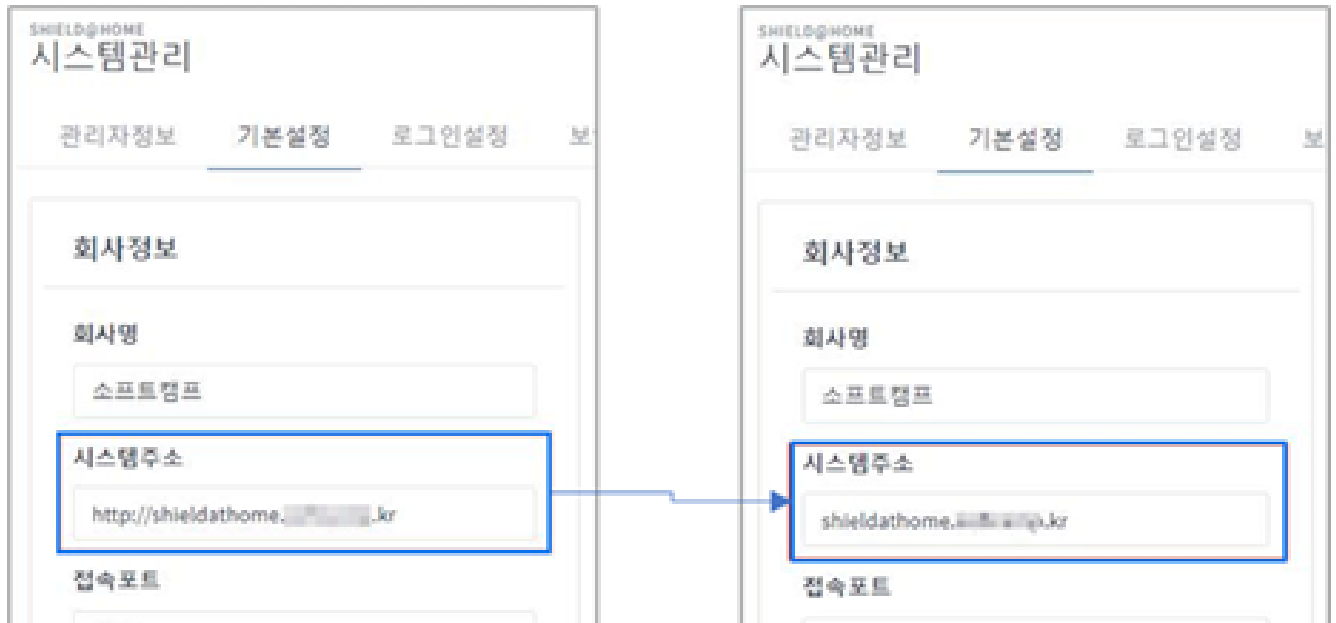 SHIELD@HOME
시스템관리
관리자정보 기본설정 로그인설정
회사정보
회사명
소프트캠프
시스템주소
http://shieldathome. .kr
접속포트
SHIELD@HOME
시스템관리
관리자정보 기본설정 로그인설정
회사정보
회사명
소프트캠프
시스템주소
shieldathome. .kr
접속포트